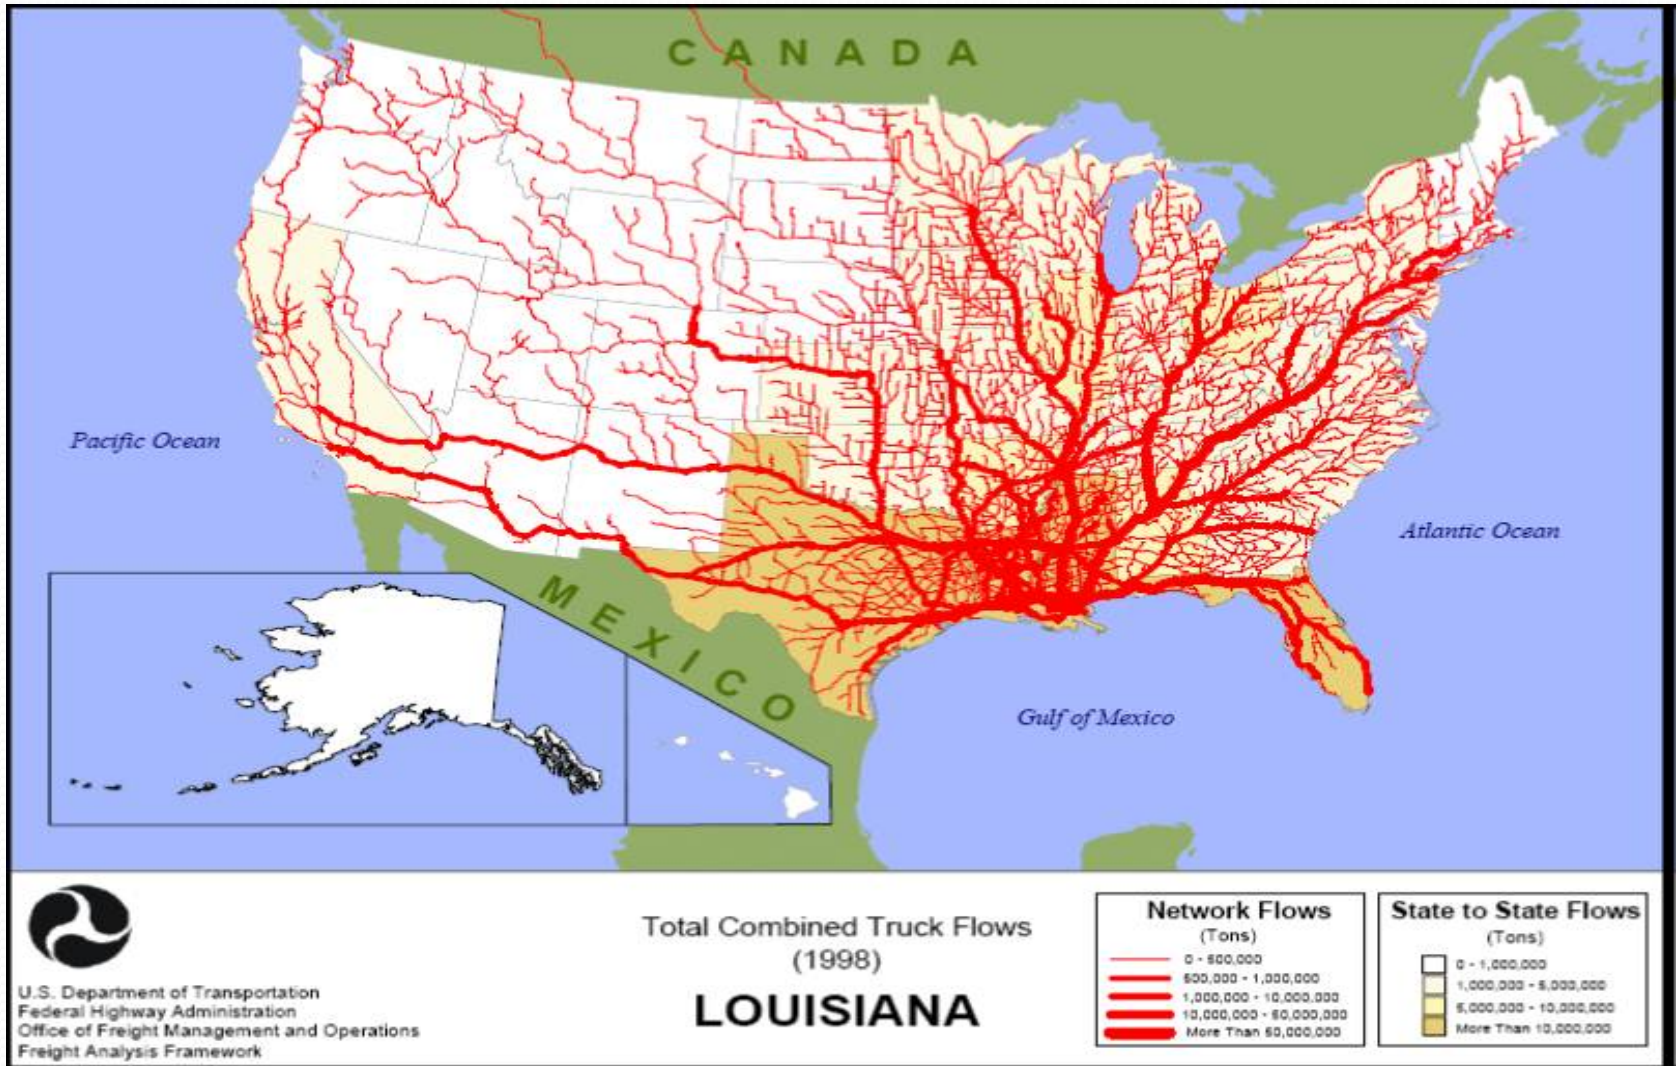 CANADA
Pacific Ocean
Atlantic Ocean
MEXICO
Gulf of Mexico
U.S. Department of Transportation
Federal Highway Administration
Office of Freight Management and Operations
Freight Analysis Framework
Total Combined Truck Flows
(1998)
LOUISIANA
Network Flows
(Tons)
0 - 500,000
500,000 - 1,000,000
1,000,000 - 10,000,000
10,000,000 - 50,000,000
More Than 50,000,000
State to State Flows
(Tons)
0 - 1,000,000
1,000,000 - 5,000,000
5,000,000 - 10,000,000
More Than 10,000,000